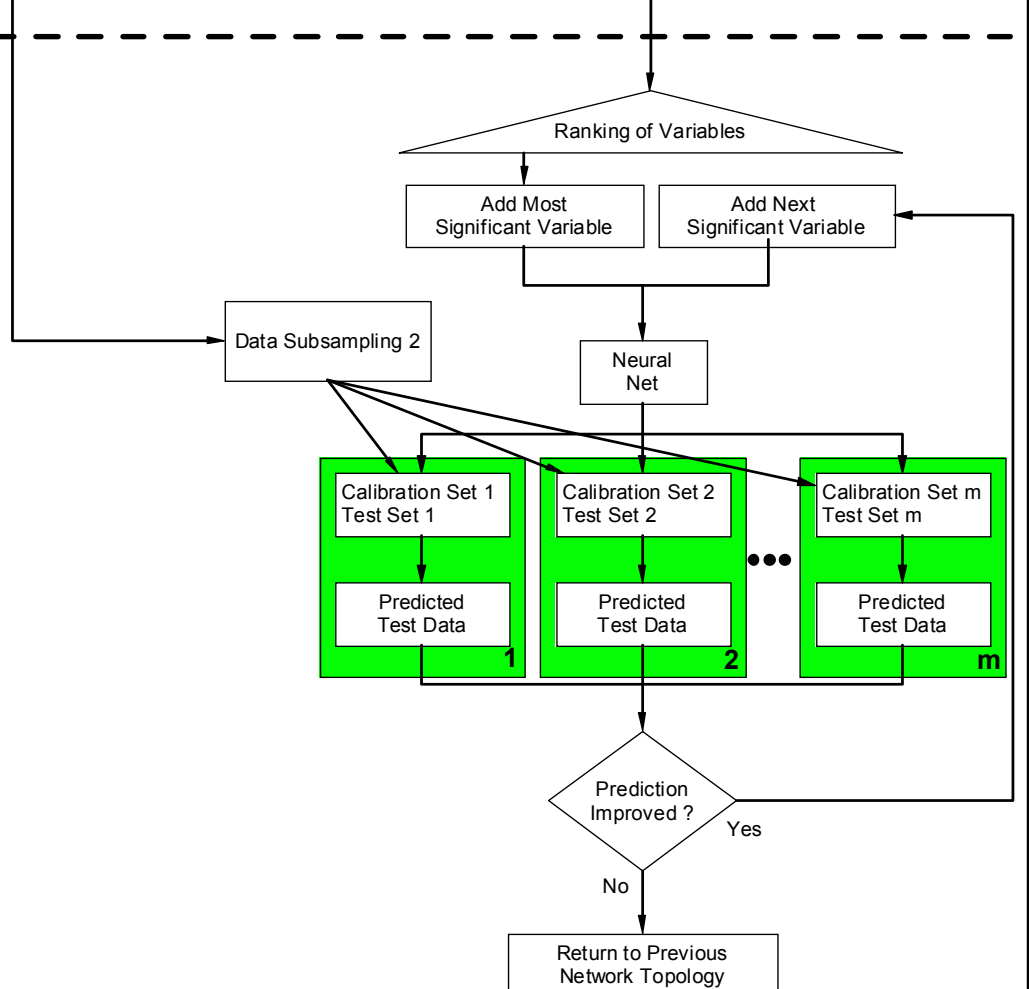 Ranking of Variables
Add Most
Significant Variable
Add Next
Significant Variable
Data Subsampling 2
Neural
Net
Calibration Set 1
Test Set 1
Calibration Set 2
Test Set 2
Calibration Set m
Test Set m
Predicted
Test Data
Predicted
Test Data
Predicted
Test Data
1
2
m
Prediction
Improved ?
Yes
No
Return to Previous
Network Topology